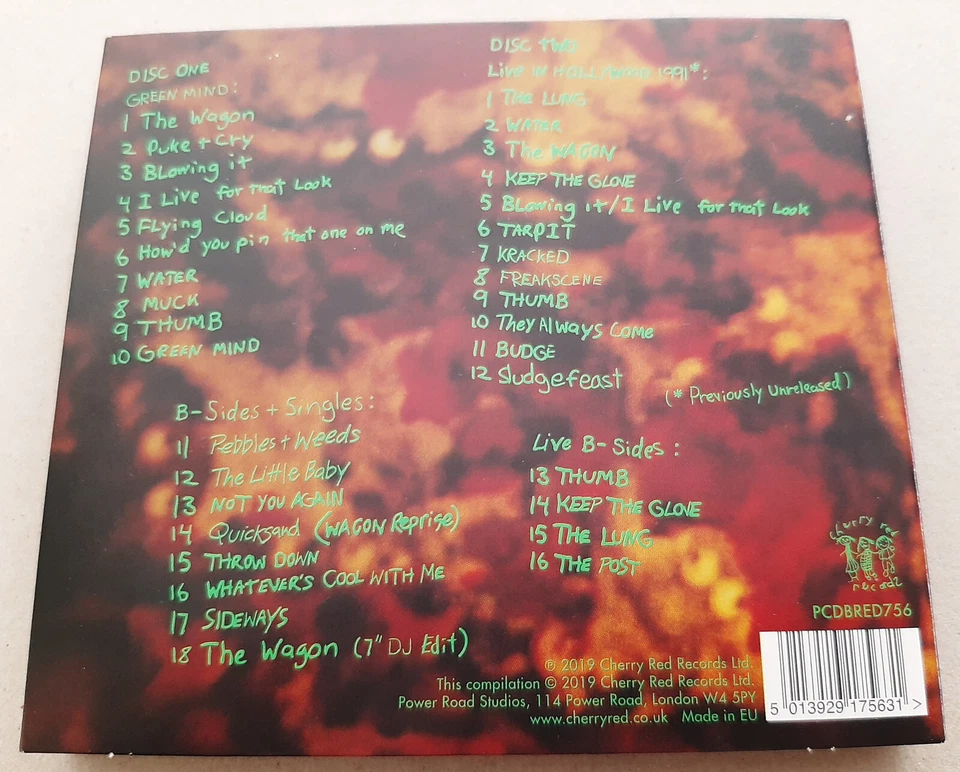 DISC ONE
GREEN MIND:
1 The Wagon
2 Puke + Cry
3 Blowing it
4 I Live for that Look
5 Flying Cloud
6 How'd you pin that one on me
7 WATER
8 MUCK
9 THUMB
10 GREEN MIND
B-Sides + Singles:
11 Pebbles + Weeds
12 The Little Baby
13 NOT YOU AGAIN
14 Quicksand (WAGON Reprise)
15 THROW DOWN
16 WHATEVER'S COOL WITH ME
17 SIDEWAYS
18 The Wagon (7" DJ Edit)
DISC TWO
Live IN HOLLYWOOD 1991*:
1 THE LUNG
2 WATER
3 The WAGON
4 KEEP THE GLOVE
5 Blowing it/I Live for that Look
6 TARPIT
7 KRACKED
8 FREAKSCENE
9 THUMB
10 They Always Come
11 BUDGE
12 Sludgefeast
(* Previously Unreleased)
Live B-Sides:
13 THUMB
14 KEEP THE GLOVE
15 THE LUNG
16 THE POST
cherry red
records
PCDBRED756
℗ 2019 Cherry Red Records Ltd.
This compilation © 2019 Cherry Red Records Ltd.
Power Road Studios, 114 Power Road, London W4 5PY
www.cherryred.co.uk Made in EU
5 013929 175631 >